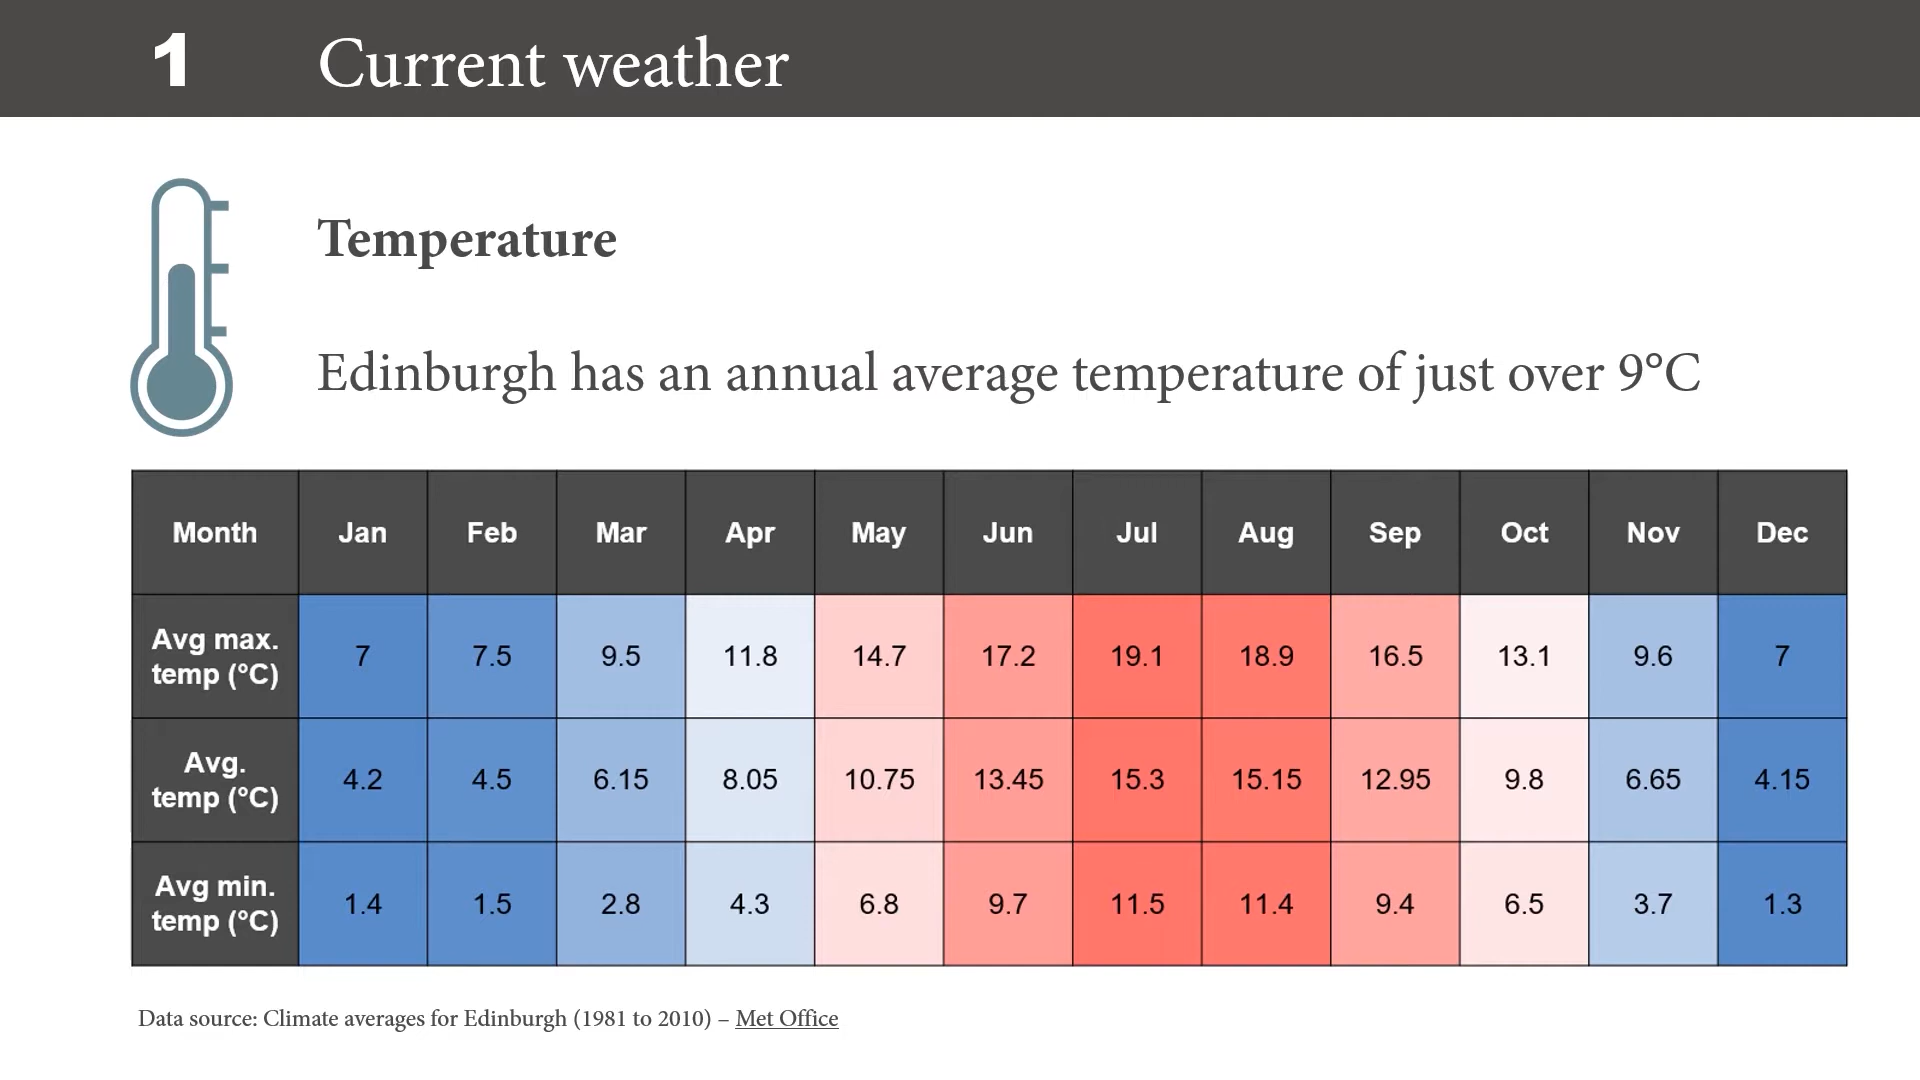 1 Current weather
Temperature
Edinburgh has an annual average temperature of just over 9°C
Month Jan Feb Mar Apr May Jun Jul Aug Sep Oct Nov Dec
Avg max.
temp (°C) 7 7.5 9.5 11.8 14.7 17.2 19.1 18.9 16.5 13.1 9.6 7
Avg.
temp (°C) 4.2 4.5 6.15 8.05 10.75 13.45 15.3 15.15 12.95 9.8 6.65 4.15
Avg min.
temp (°C) 1.4 1.5 2.8 4.3 6.8 9.7 11.5 11.4 9.4 6.5 3.7 1.3
Data source: Climate averages for Edinburgh (1981 to 2010) – Met Office